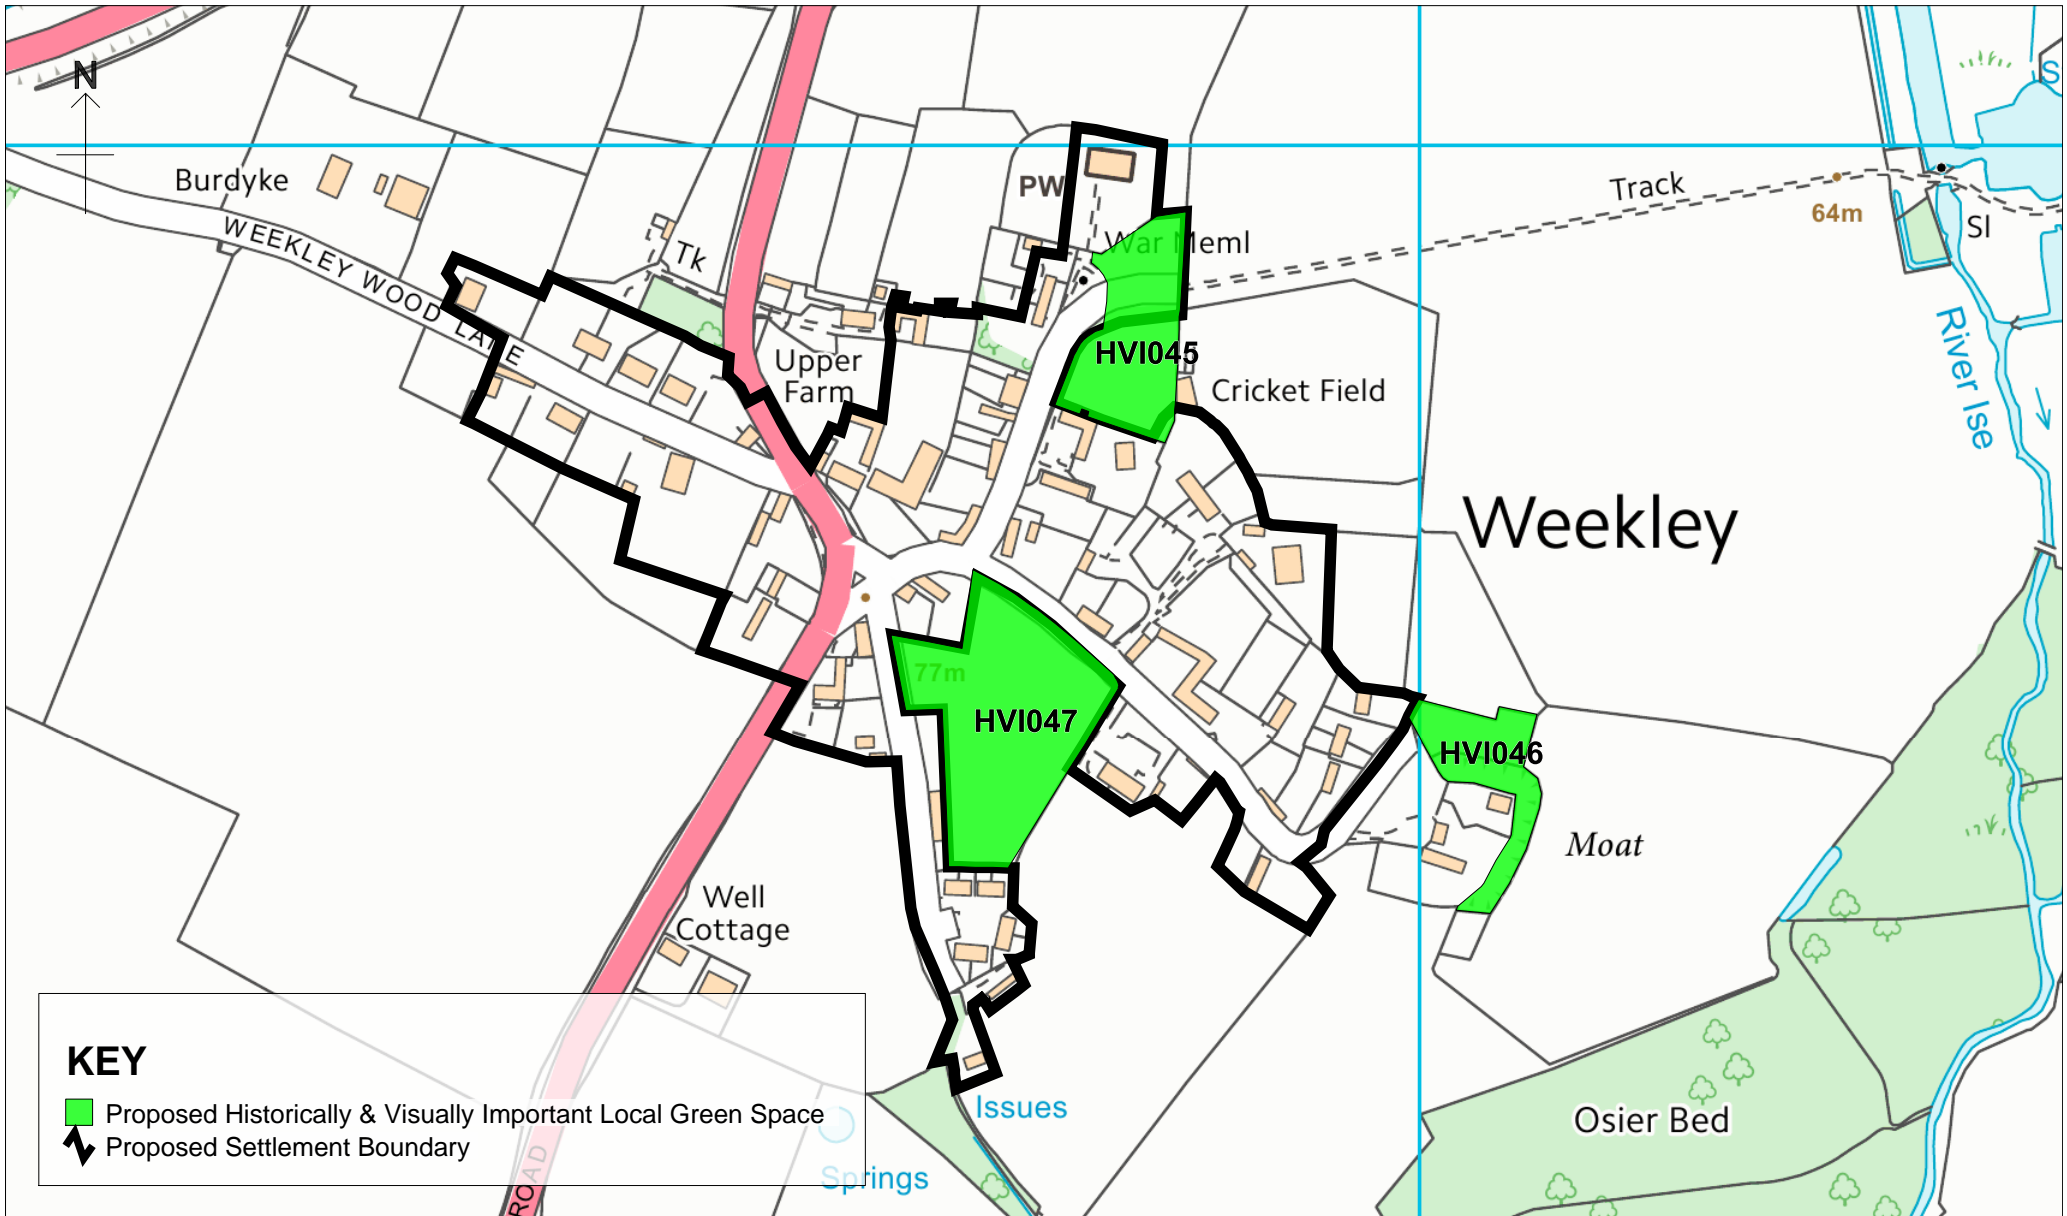 N
Burdyke
WEEKLEY WOOD LANE
Tk
PW
War Meml
Track
64m
Sl
S
River Ise
Upper
Farm
HVI045
Cricket Field
Weekley
77m
HVI047
HVI046
Moat
Well
Cottage
Issues
Springs
Osier Bed
ROAD
KEY
Proposed Historically & Visually Important Local Green Space
Proposed Settlement Boundary